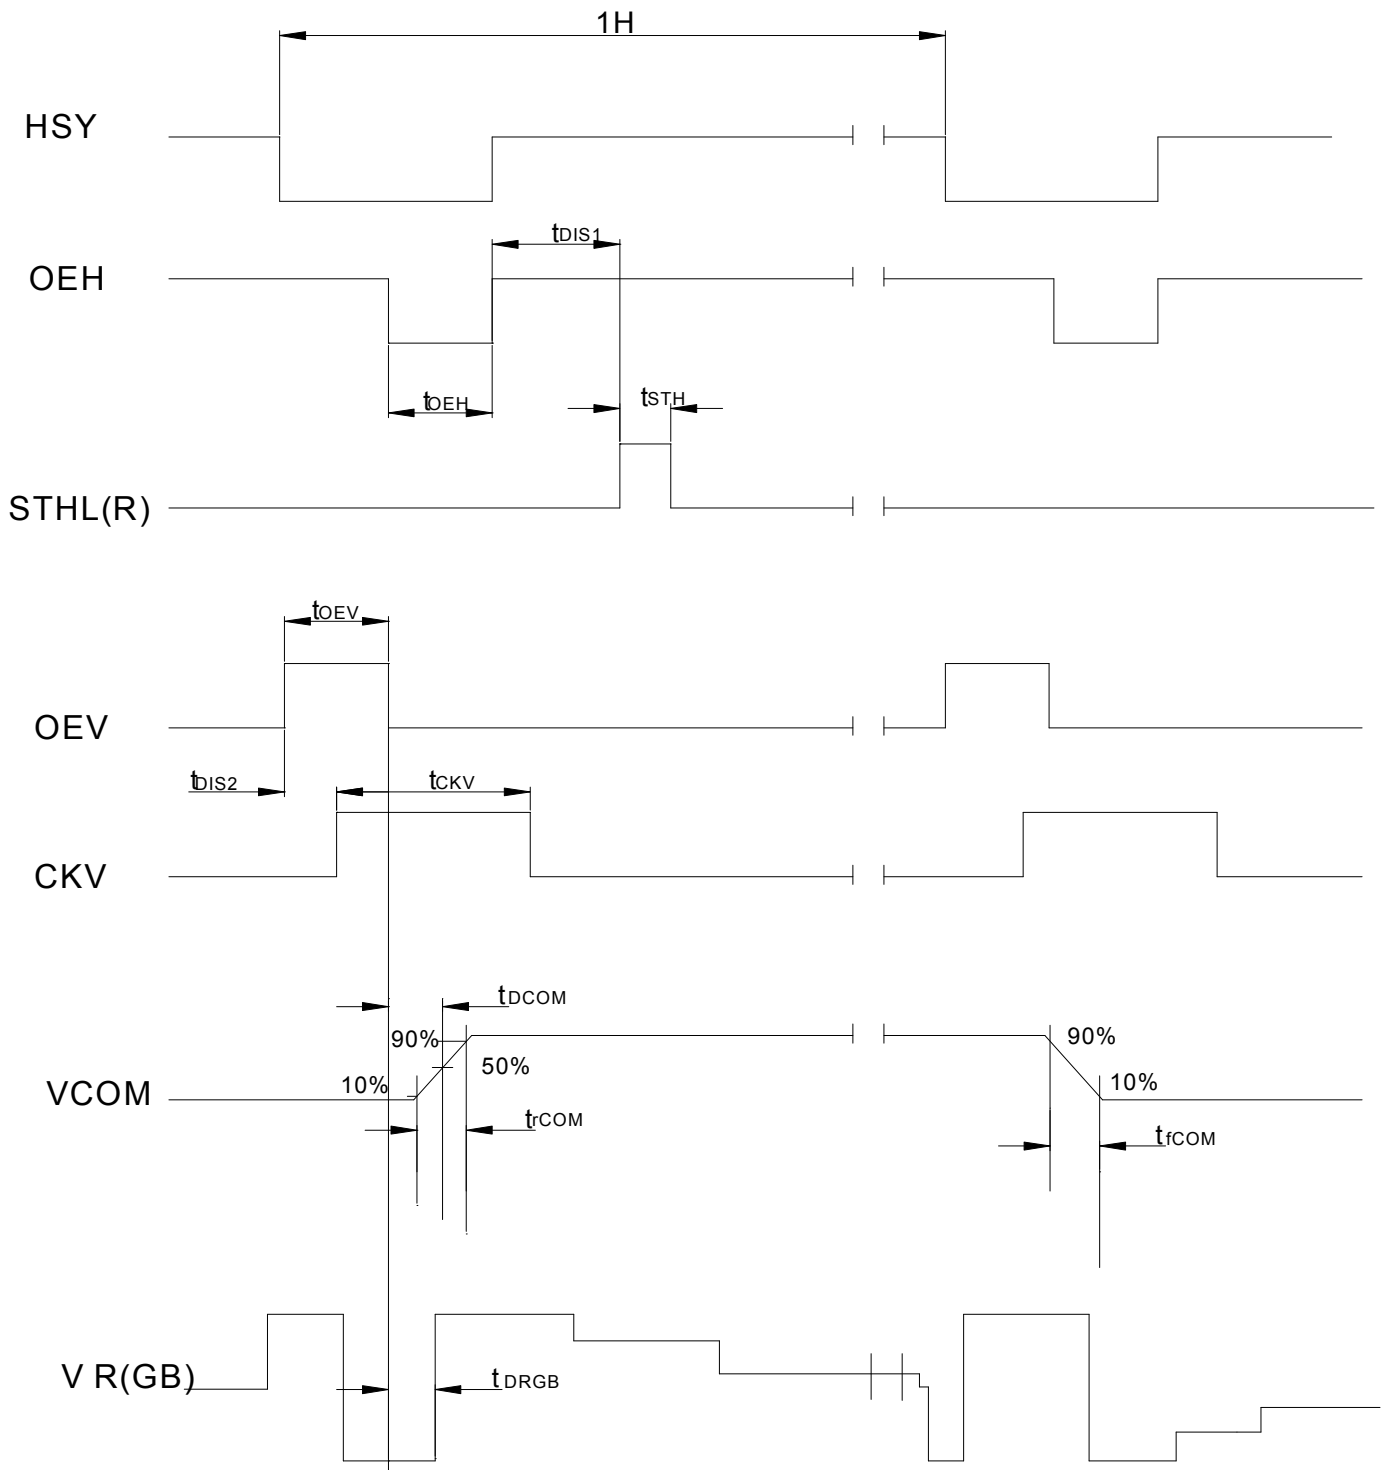 1H
HSY
tDIS1
OEH
tOEH
tSTH
STHL(R)
tOEV
OEV
tDIS2
tCKV
CKV
tDCOM
90%
90%
50%
10%
10%
VCOM
trCOM
tfCOM
V R(GB)
tDRGB